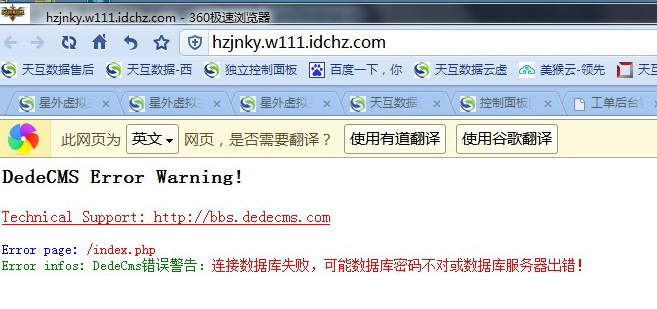 hzjnky.w111.idchz.com - 360极速浏览器
hzjnky.w111.idchz.com
天互数据售后 天互数据-西 独立控制面板 百度一下，你 天互数据云虚 美猴云-领先 天互数
星外虚拟主 星外虚拟主 星外虚拟主 天互数据 控制面板 工单后台
此网页为 英文 网页，是否需要翻译？ 使用有道翻译 使用谷歌翻译
DedeCMS Error Warning!
Technical Support: http://bbs.dedecms.com
Error page: /index.php
Error infos: DedeCms错误警告：连接数据库失败，可能数据库密码不对或数据库服务器出错！